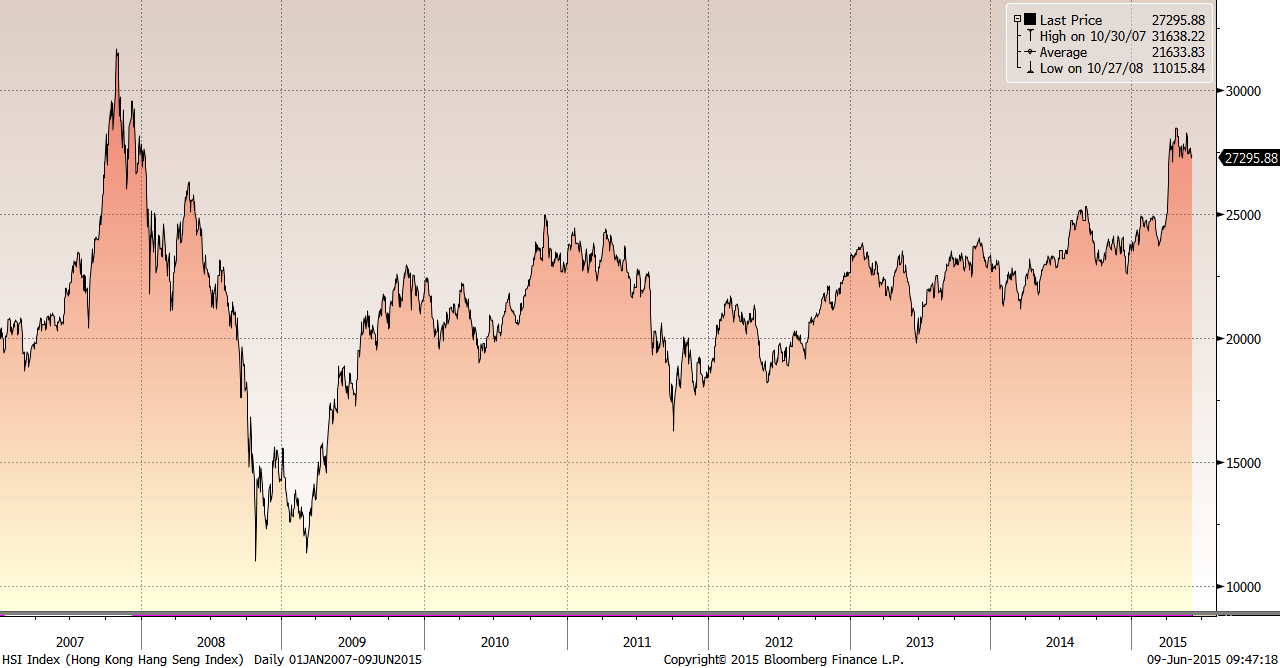 Last Price 27295.88
High on 10/30/07 31638.22
Average 21633.83
Low on 10/27/08 11015.84
30000
27295.88
25000
20000
15000
10000
2007 2008 2009 2010 2011 2012 2013 2014 2015
HSI Index (Hong Kong Hang Seng Index) Daily 01JAN2007-09JUN2015 Copyright© 2015 Bloomberg Finance L.P. 09-Jun-2015 09:47:18